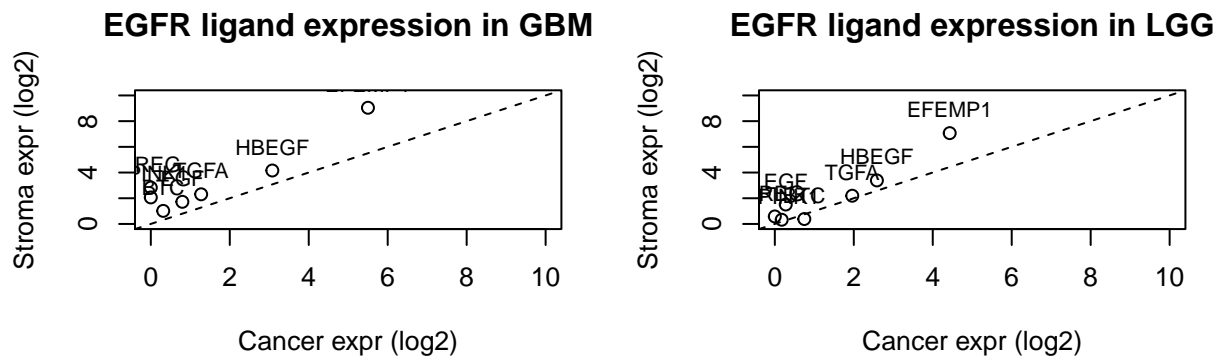 EGFR ligand expression in GBM
Stroma expr (log2)
8
4
0
HBEGF
TGFA
EGF
BTC
0 2 4 6 8 10
Cancer expr (log2)
EGFR ligand expression in LGG
Stroma expr (log2)
8
4
0
EFEMP1
HBEGF
TGFA
EGF
0 2 4 6 8 10
Cancer expr (log2)